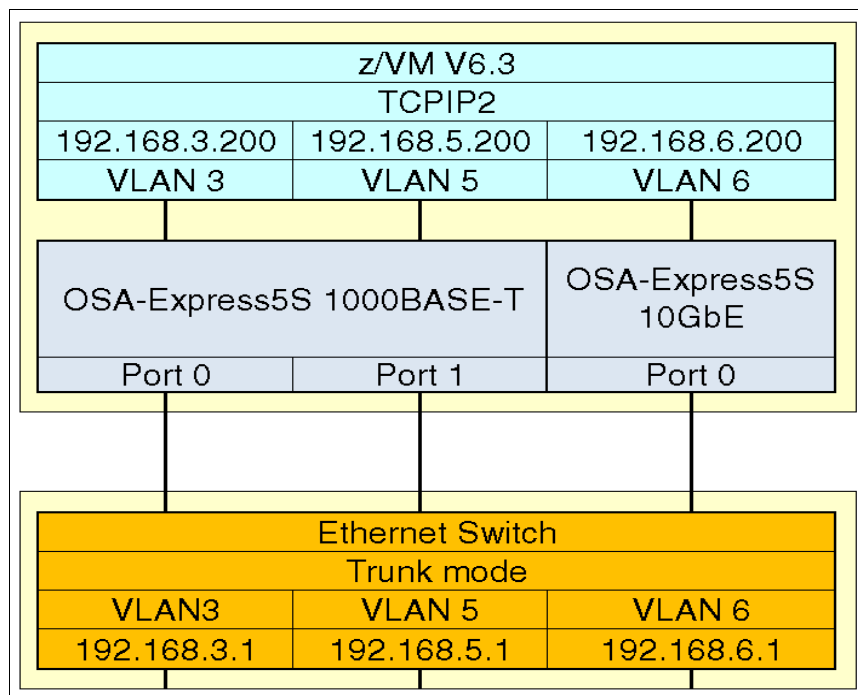 z/VM V6.3
TCPIP2
192.168.3.200 192.168.5.200 192.168.6.200
VLAN 3 VLAN 5 VLAN 6
OSA-Express5S 1000BASE-T
OSA-Express5S
10GbE
Port 0 Port 1 Port 0
Ethernet Switch
Trunk mode
VLAN3 VLAN 5 VLAN 6
192.168.3.1 192.168.5.1 192.168.6.1